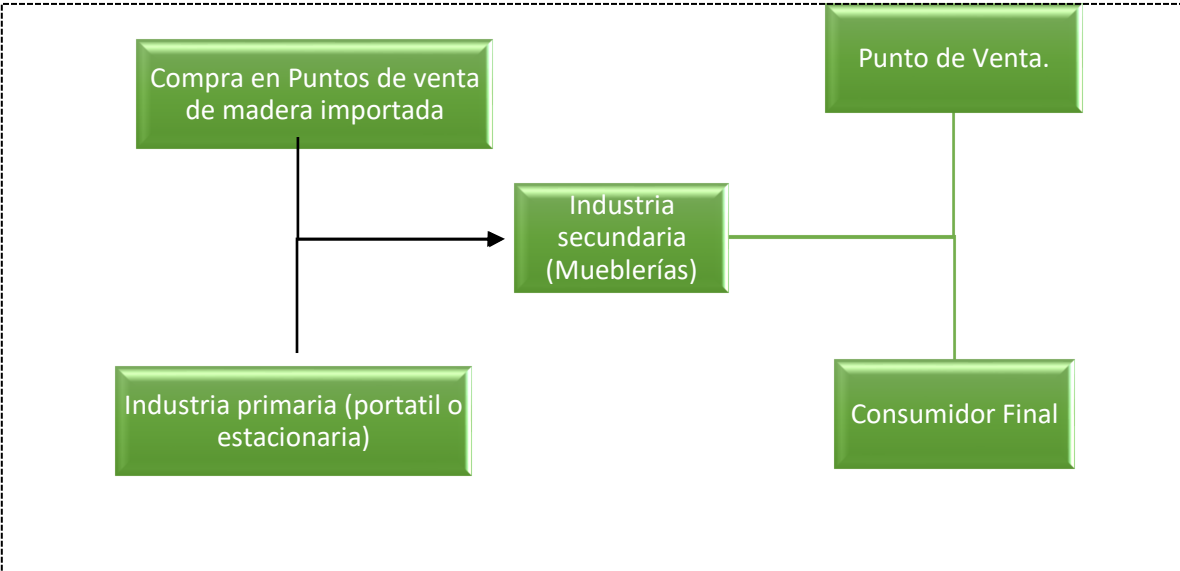 Compra en Puntos de venta
de madera importada
Punto de Venta.
Industria
secundaria
(Mueblerías)
Industria primaria (portatil o
estacionaria)
Consumidor Final